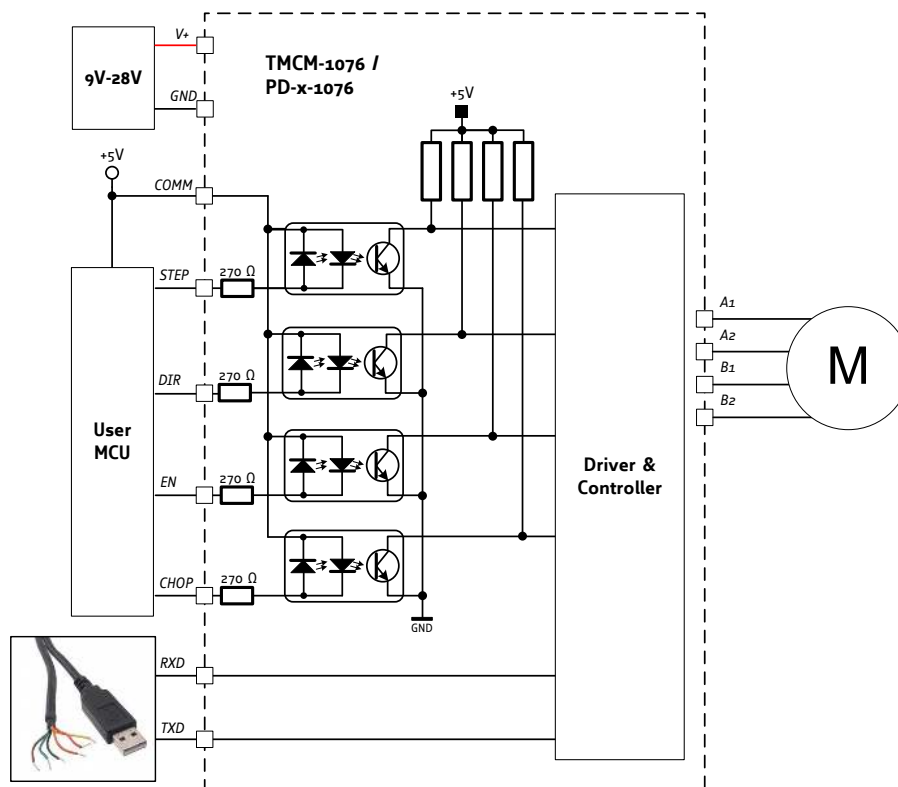 V+
9V-28V
GND
TMCM-1076 /
PD-x-1076
+5V
+5V
COMM
STEP
270 Ω
DIR
270 Ω
User
MCU
EN
270 Ω
CHOP
270 Ω
GND
Driver &
Controller
A1
A2
B1
B2
M
RXD
TXD